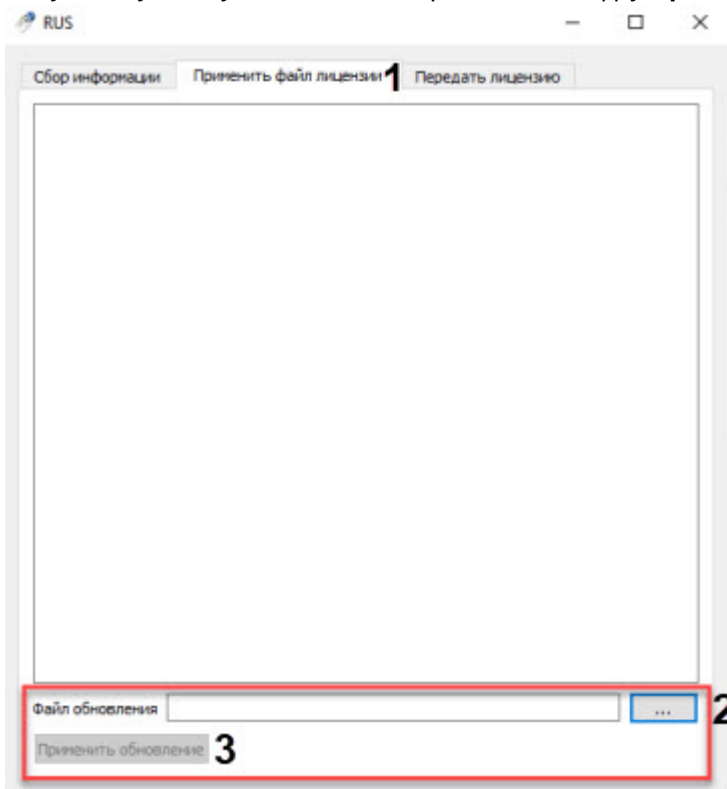 RUS
Сбор информации Применить файл лицензии 1 Передать лицензию
Файл обновления ... 2
Применить обновление 3